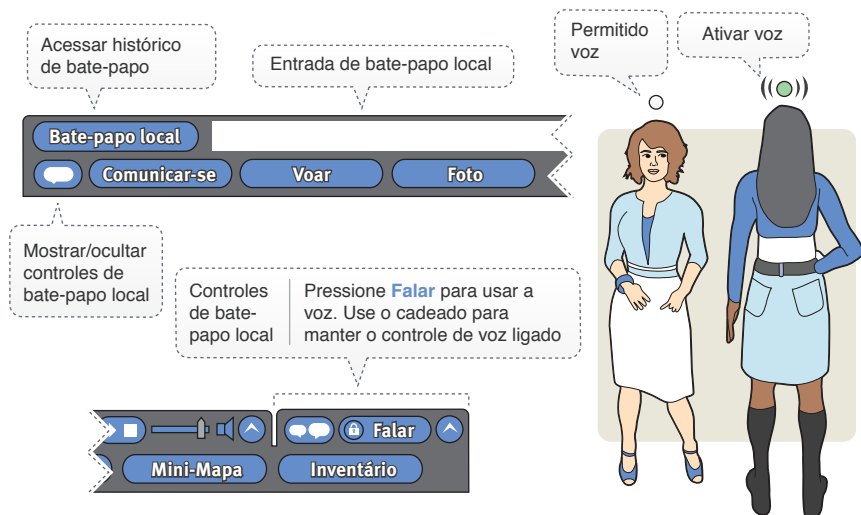 Acessar histórico
de bate-papo
Entrada de bate-papo local
Permitido
voz
Ativar voz
Bate-papo local
Comunicar-se
Voar
Foto
Mostrar/ocultar
controles de
bate-papo local
Controles
de bate-
papo local
Pressione Falar para usar a
voz. Use o cadeado para
manter o controle de voz ligado
Falar
Mini-Mapa
Inventário